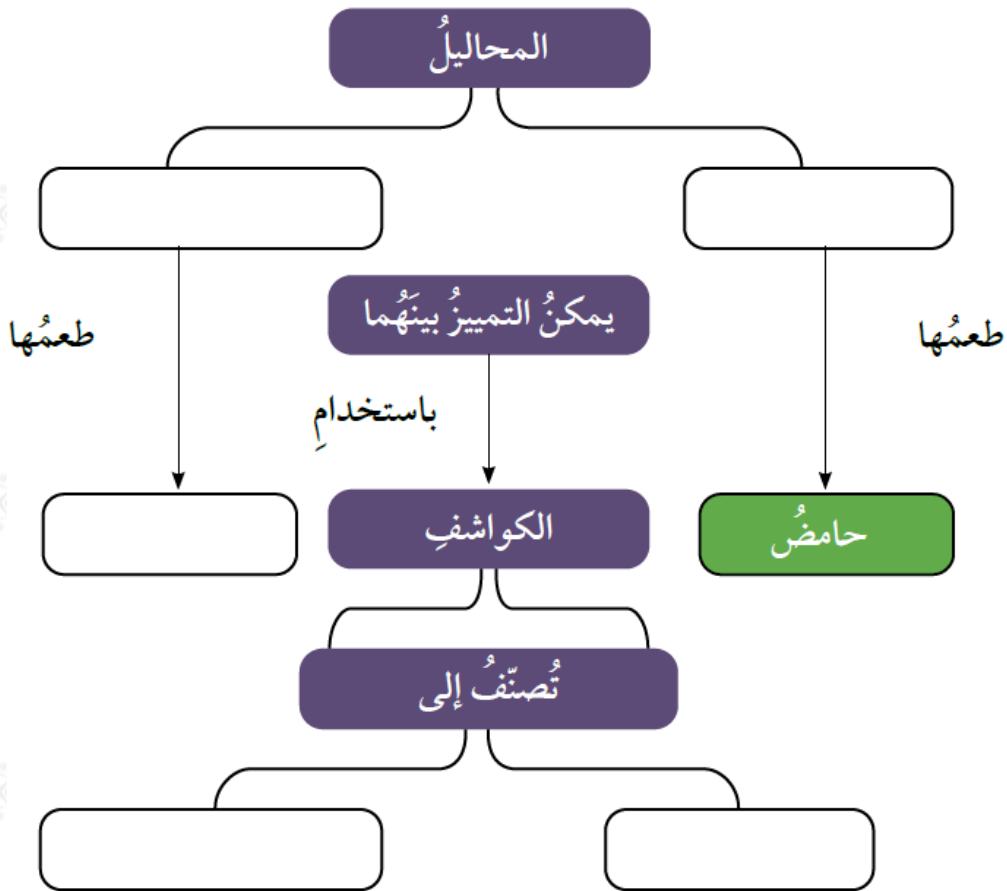 المحاليلُ
طعمُها
يمكنُ التمييزُ بينَهُما
طعمُها
باستخدامِ
حامضُ
الكواشفِ
تُصنّفُ إلى